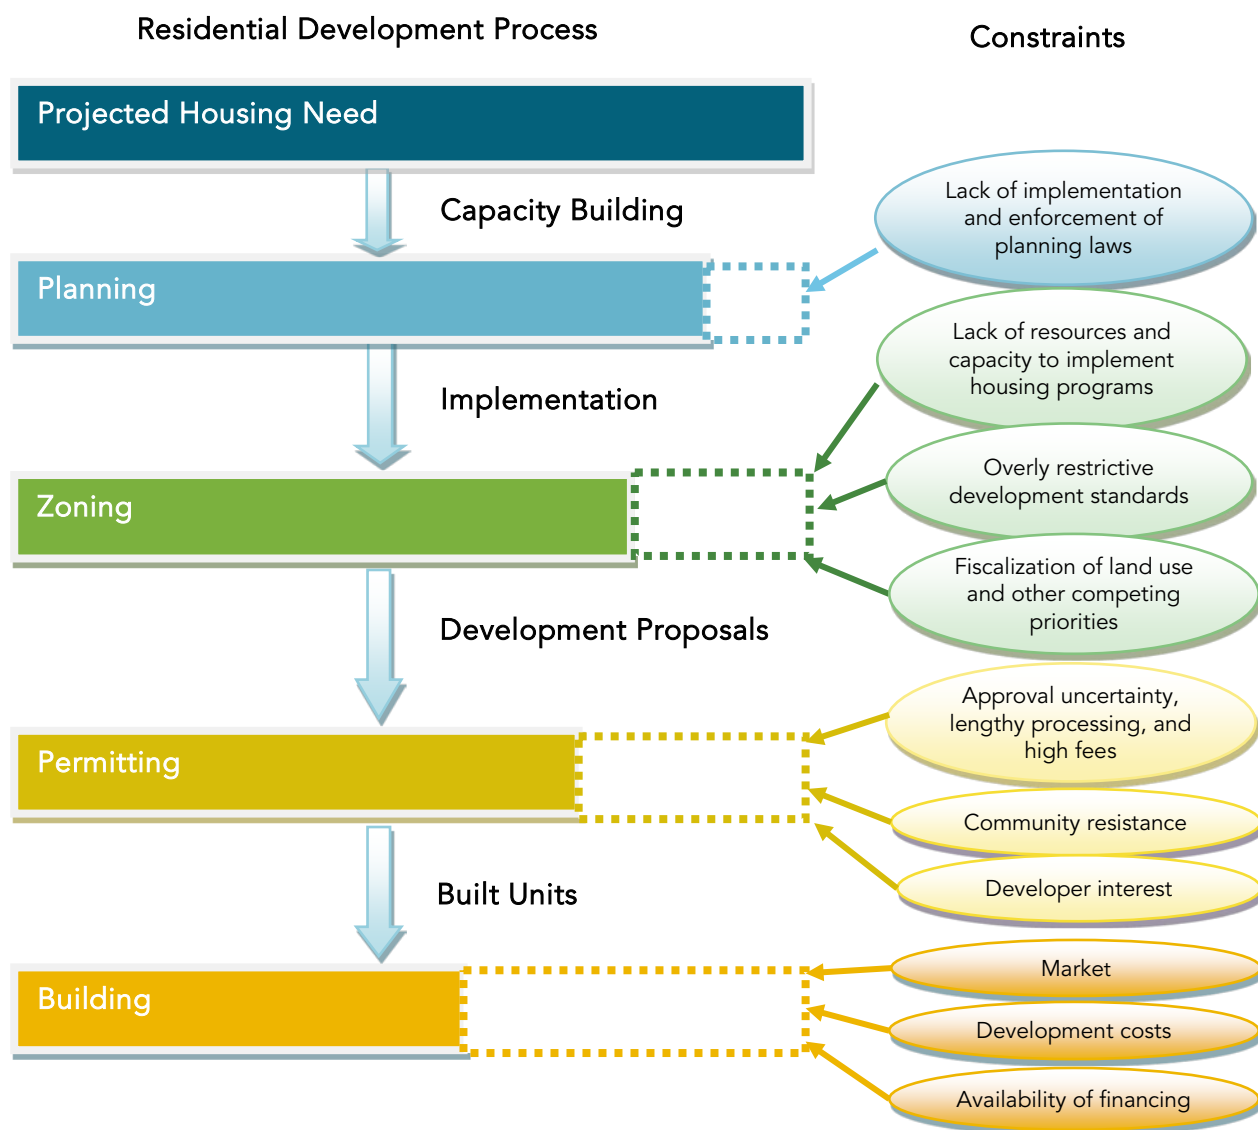 Residential Development Process
Constraints
Projected Housing Need
Capacity Building
Lack of implementation
and enforcement of
planning laws
Planning
Implementation
Lack of resources and
capacity to implement
housing programs
Zoning
Overly restrictive
development standards
Fiscalization of land use
and other competing
priorities
Development Proposals
Permitting
Approval uncertainty,
lengthy processing, and
high fees
Community resistance
Developer interest
Built Units
Building
Market
Development costs
Availability of financing